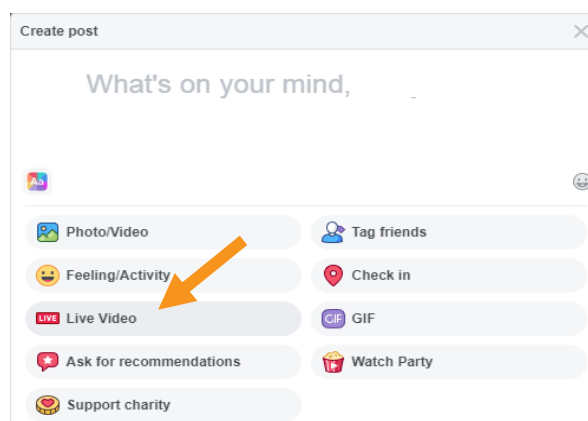 Create post
What's on your mind,
Aa
Photo/Video
Tag friends
Feeling/Activity
Check in
LIVE Live Video
GIF GIF
Ask for recommendations
Watch Party
Support charity